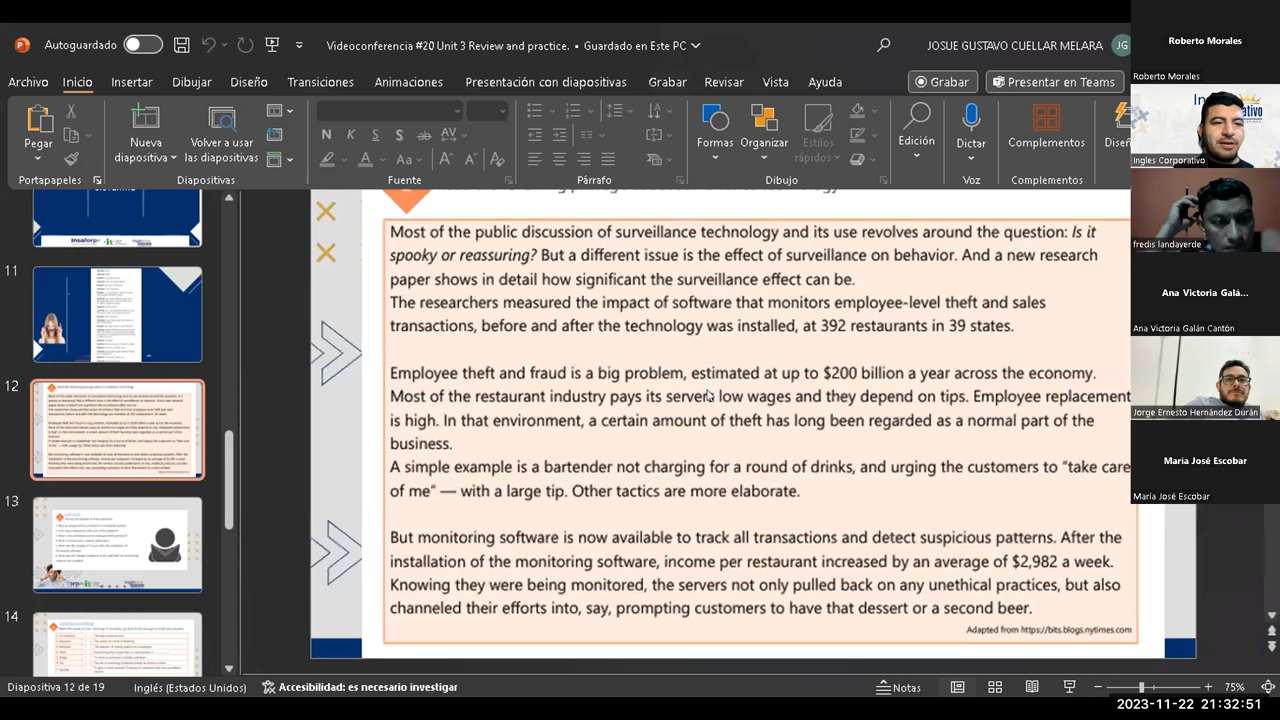 Autoguardado
Videoconferencia #10 Unit 3 Review and practice. • Guardado en Este PC
JOSUE GUSTAVO CUELLAR MELARA
JG
Archivo Inicio Insertar Dibujar Diseño Transiciones Animaciones Presentación con diapositivas Grabar Revisar Vista Ayuda
Grabar
Presentar en Teams
Pegar
Nueva diapositiva
Volver a usar las diapositivas
Formas
Organizar
Estilos rápidos
Edición
Dictar
Complementos
Portapapeles
Diapositivas
Fuente
Párrafo
Dibujo
Voz
Complementos
11
12
13
14
Most of the public discussion of surveillance technology and its use revolves around the question: Is it
spooky or reassuring? But a different issue is the effect of surveillance on behavior. And a new research
paper shows in detail how significant the surveillance effect can be.
The researchers measured the impact of software that monitors employee-level theft and sales
transactions, before and after the technology was installed, at 392 restaurants in 39 states.
Employee theft and fraud is a big problem, estimated at up to $200 billion a year across the economy.
Most of the restaurant industry pays its servers low wages and they depend on tips. Employee replacement
is high. In that environment, a certain amount of theft has long been regarded as a normal part of the
business.
A simple example is a bartender not charging for a round of drinks, and urging the customers to “take care
of me” — with a large tip. Other tactics are more elaborate.
But monitoring software is now available to track all transactions and detect suspicious patterns. After the
installation of the monitoring software, income per restaurant increased by an average of $2,982 a week.
Knowing they were being monitored, the servers not only pulled back on any unethical practices, but also
channeled their efforts into, say, prompting customers to have that dessert or a second beer.
Adapted from https://bits.blogs.nytimes.com
Roberto Morales
Roberto Morales
Ingles Corporativo
fredis landaverde
Ana Victoria Galá...
Ana Victoria Galán Cantón
Jorge Ernesto Hernández Durán
María José Escobar
María José Escobar
Diapositiva 12 de 19
Inglés (Estados Unidos)
Accesibilidad: es necesario investigar
Notas
75%
2023-11-22 21:32:51